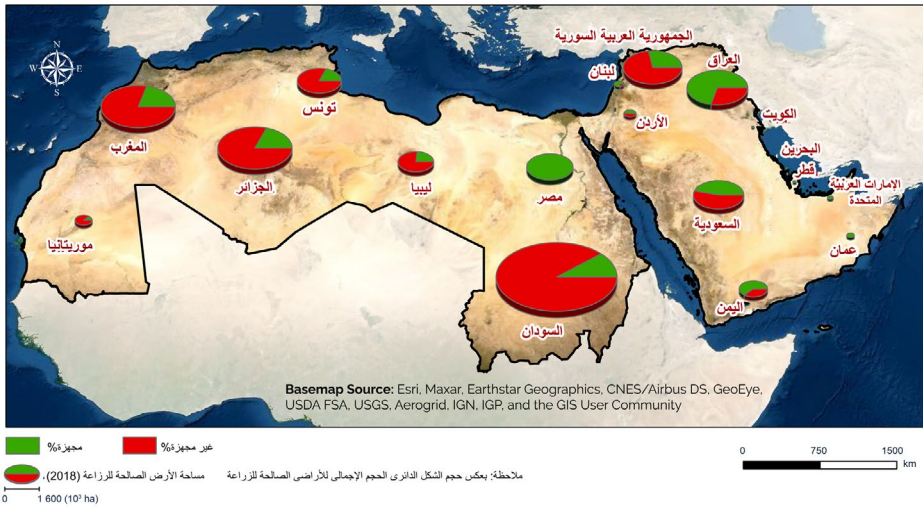 الجمهورية العربية السورية
العراق
لبنان
تونس
الكويت
الأردن
المغرب
البحرين
قطر
الجزائر
ليبيا
مصر
الإمارات العربية
المتحدة
السعودية
موريتانيا
عمان
اليمن
السودان
N
W
E
S
Basemap Source: Esri, Maxar, Earthstar Geographics, CNES/Airbus DS, GeoEye,
USDA FSA, USGS, Aerogrid, IGN, IGP, and the GIS User Community
%مجهزة
%غير مجهزة
0 750 1500
km
مساحة الأرض الصالحة للزراعة (2018)،
ملاحظة: يعكس حجم الشكل الدائرى الحجم الإجمالى للأراضى الصالحة للزراعة
0 1 600 (10³ ha)